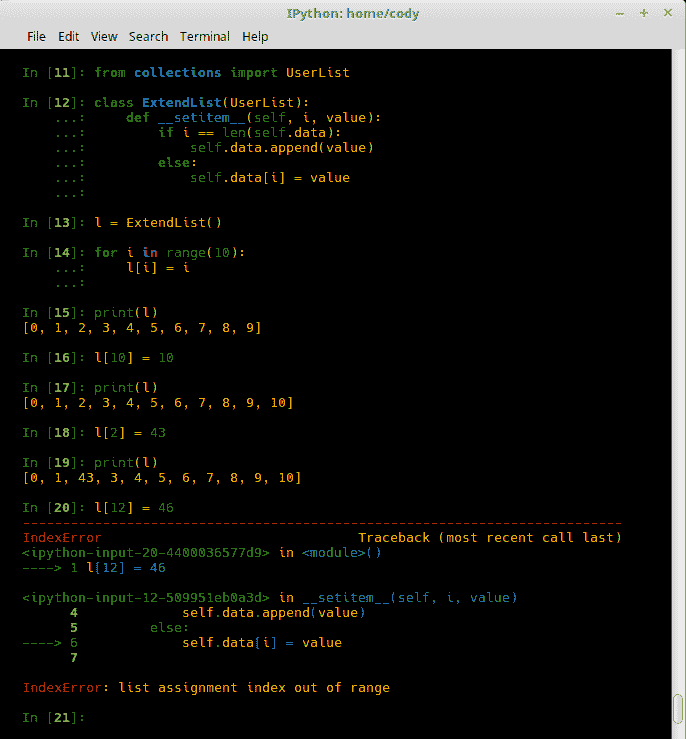 IPython: home/cody
File Edit View Search Terminal Help
In [11]: from collections import UserList
In [12]: class ExtendList(UserList):
    ...:     def __setitem__(self, i, value):
    ...:         if i == len(self.data):
    ...:             self.data.append(value)
    ...:         else:
    ...:             self.data[i] = value
    ...:
In [13]: l = ExtendList()
In [14]: for i in range(10):
    ...:     l[i] = i
    ...:
In [15]: print(l)
[0, 1, 2, 3, 4, 5, 6, 7, 8, 9]
In [16]: l[10] = 10
In [17]: print(l)
[0, 1, 2, 3, 4, 5, 6, 7, 8, 9, 10]
In [18]: l[2] = 43
In [19]: print(l)
[0, 1, 43, 3, 4, 5, 6, 7, 8, 9, 10]
In [20]: l[12] = 46
---------------------------------------------------------------------------
IndexError                                Traceback (most recent call last)
<ipython-input-20-4400036577d9> in <module>()
----> 1 l[12] = 46
<ipython-input-12-509951eb0a3d> in __setitem__(self, i, value)
      4             self.data.append(value)
      5         else:
----> 6             self.data[i] = value
      7
IndexError: list assignment index out of range
In [21]: